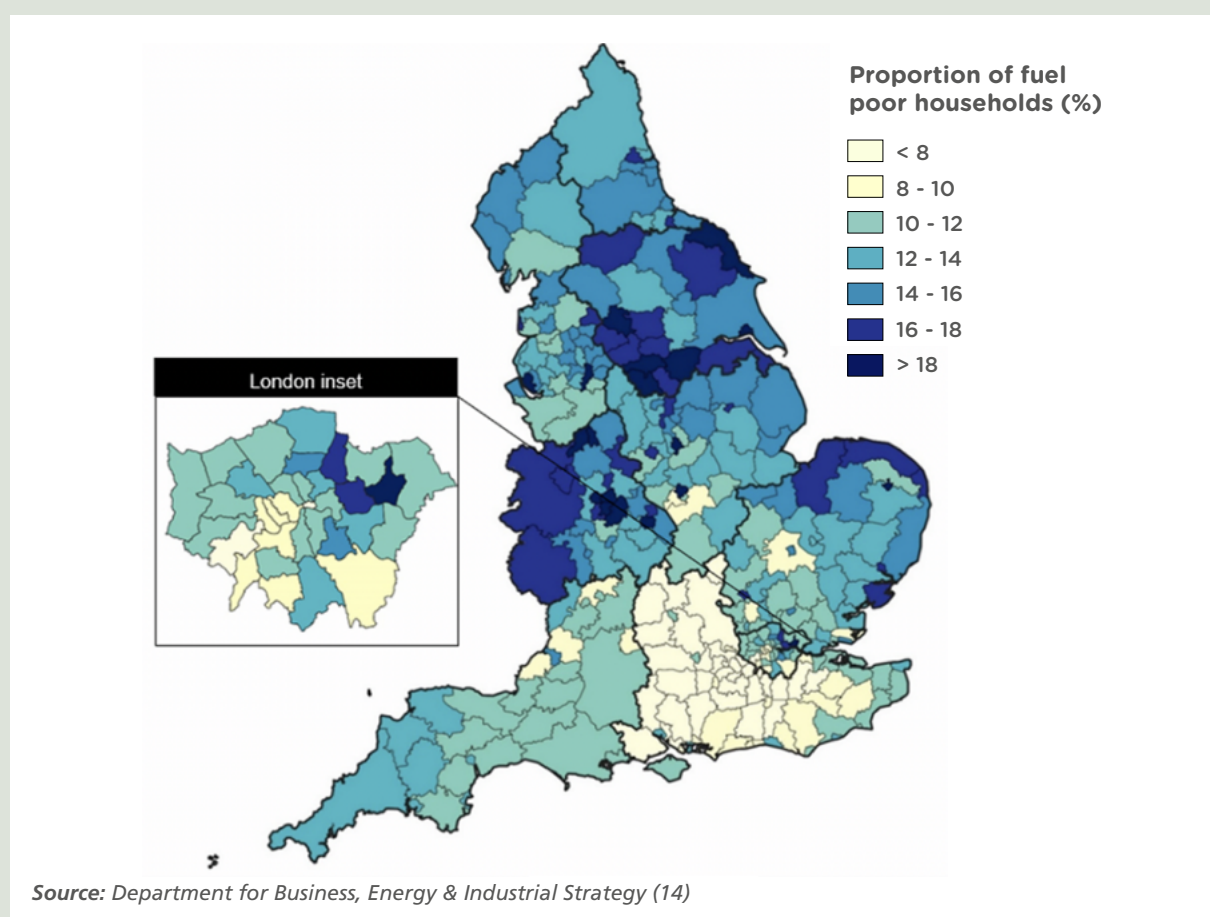 Proportion of fuel
poor households (%)
< 8
8 - 10
10 - 12
12 - 14
14 - 16
16 - 18
> 18
London inset
Source: Department for Business, Energy & Industrial Strategy (14)